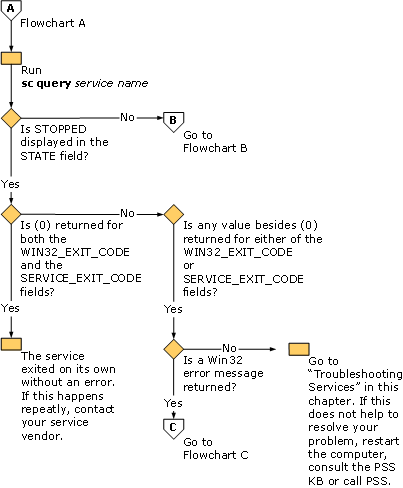 A
Flowchart A
Run
sc query service name
No
B
Is STOPPED
displayed in the
STATE field?
Go to
Flowchart B
Yes
No
Is (0) returned for
both the
WIN32_EXIT_CODE
and the
SERVICE_EXIT_CODE
fields?
Is any value besides (0)
returned for either of the
WIN32_EXIT_CODE
or
SERVICE_EXIT_CODE
fields?
Yes
Yes
The service
exited on its own
without an error.
If this happens
repeatly, contact
your service
vendor.
No
Is a Win32
error message
returned?
Go to
“Troubleshooting
Services” in this
chapter. If this
does not help to
resolve your
problem, restart
the computer,
consult the PSS
KB or call PSS.
Yes
C
Go to
Flowchart C